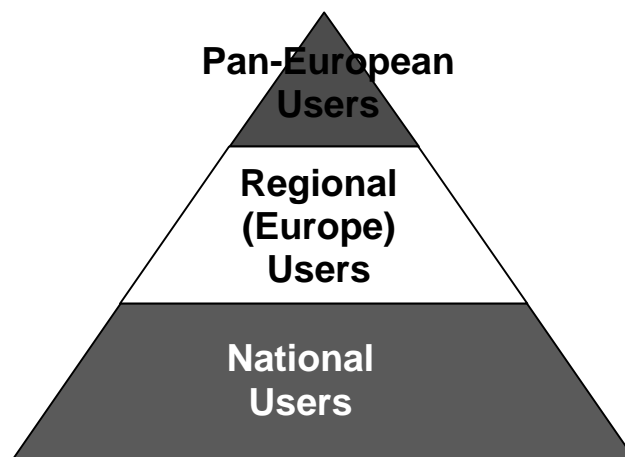 Pan-European
Users
Regional
(Europe)
Users
National
Users